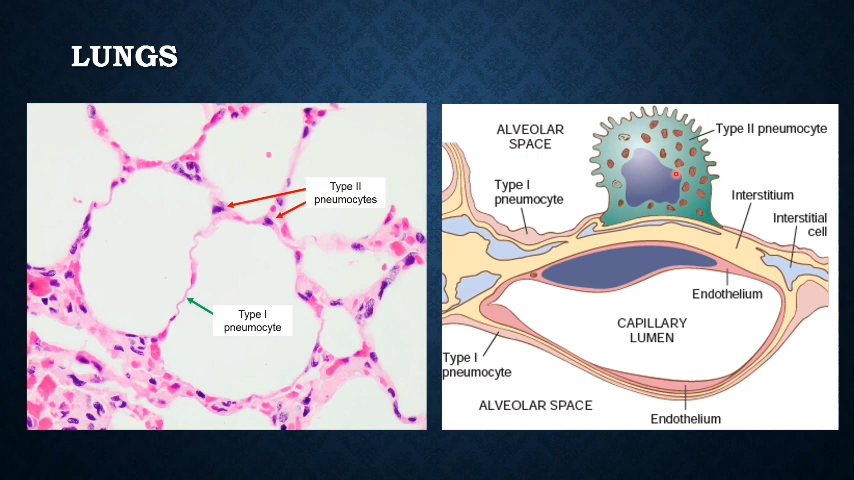 LUNGS
Type II
pneumocytes
Type I
pneumocyte
ALVEOLAR
SPACE
Type II pneumocyte
Type I
pneumocyte
Interstitium
Interstitial
cell
Endothelium
CAPILLARY
LUMEN
Type I
pneumocyte
ALVEOLAR SPACE
Endothelium